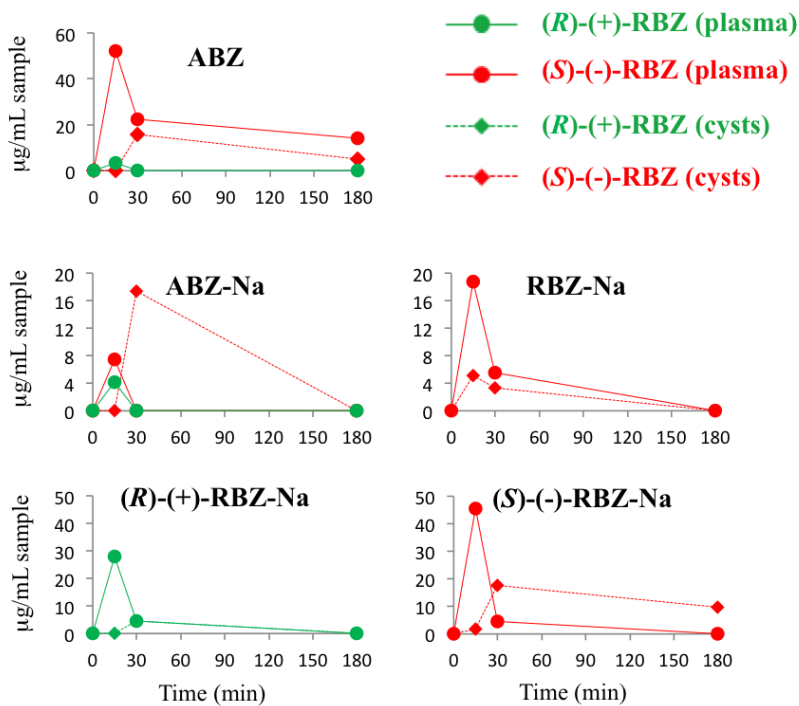 (R)-(+)-RBZ (plasma)
(S)-(-)-RBZ (plasma)
(R)-(+)-RBZ (cysts)
(S)-(-)-RBZ (cysts)
ABZ
µg/mL sample
60
40
20
0
0 30 60 90 120 150 180
ABZ-Na
µg/mL sample
20
16
12
8
4
0
0 30 60 90 120 150 180
RBZ-Na
20
16
12
8
4
0
0 30 60 90 120 150 180
(R)-(+)-RBZ-Na
µg/mL sample
50
40
30
20
10
0
0 30 60 90 120 150 180
Time (min)
(S)-(-)-RBZ-Na
50
40
30
20
10
0
0 30 60 90 120 150 180
Time (min)